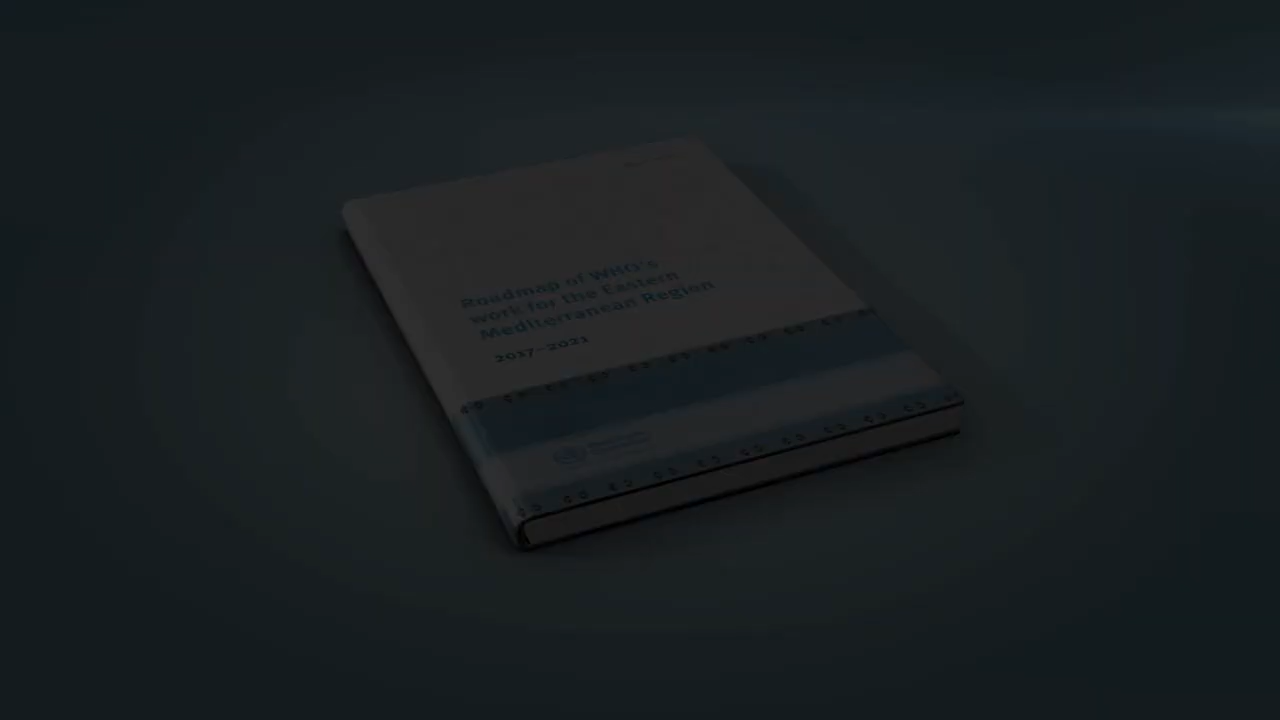 Roadmap of WHO's
work for the Eastern
Mediterranean Region
2017–2021